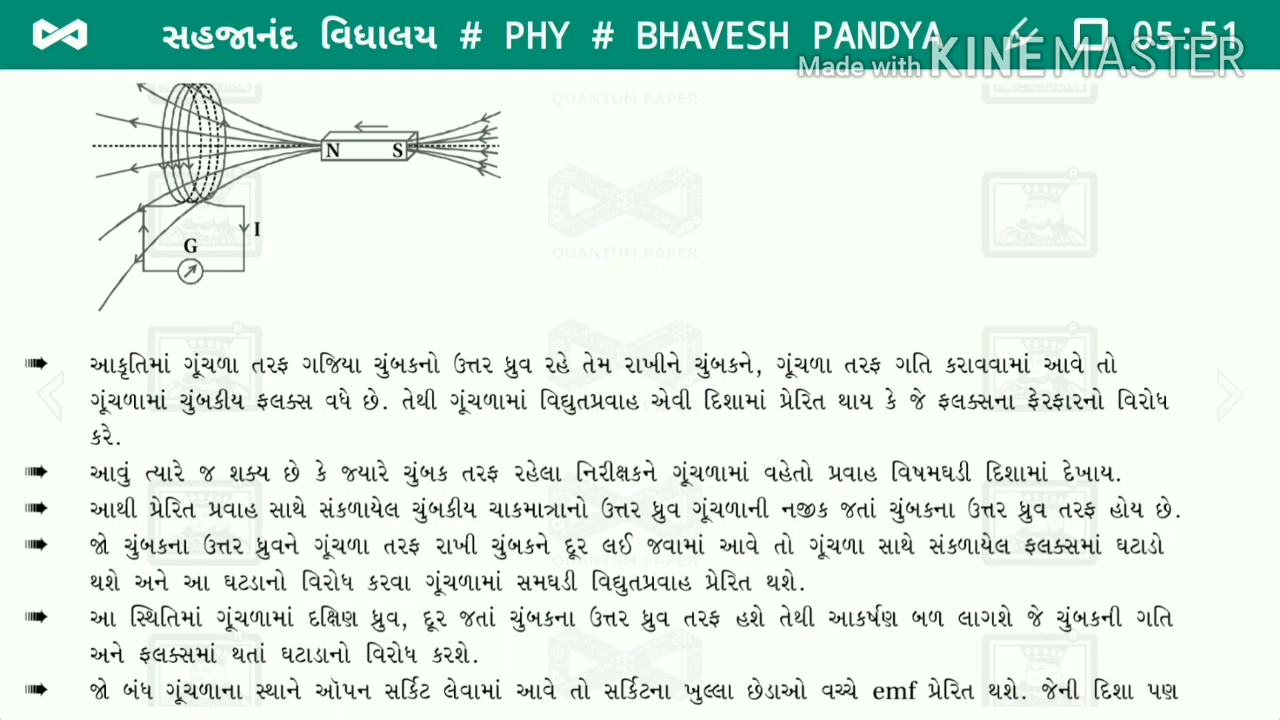 સહજાનંદ વિધાલય # PHY # BHAVESH PANDYA 05:51
Made with KINEMASTER
QUANTUM PAPER
N S
I
G
QUANTUM PAPER
આકૃતિમાં ગૂંચળા તરફ ગજિયા ચુંબકનો ઉત્તર ધ્રુવ રહે તેમ રાખીને ચુંબકને, ગૂંચળા તરફ ગતિ કરાવવામાં આવે તો
ગૂંચળામાં ચુંબકીય ફ્લક્સ વધે છે. તેથી ગૂંચળામાં વિદ્યુતપ્રવાહ એવી દિશામાં પ્રેરિત થાય કે જે ફ્લક્સના ફેરફારનો વિરોધ
કરે.
આવું ત્યારે જ શક્ય છે કે જયારે ચુંબક તરફ રહેલા નિરીક્ષકને ગૂંચળામાં વહેતો પ્રવાહ વિષમઘડી દિશામાં દેખાય.
આથી પ્રેરિત પ્રવાહ સાથે સંકળાયેલ ચુંબકીય ચાકમાત્રાનો ઉત્તર ધ્રુવ ગૂંચળાની નજીક જતાં ચુંબકના ઉત્તર ધ્રુવ તરફ હોય છે.
જો ચુંબકના ઉત્તર ધ્રુવને ગૂંચળા તરફ રાખી ચુંબકને દૂર લઈ જવામાં આવે તો ગૂંચળા સાથે સંકળાયેલ ફ્લક્સમાં ઘટાડો
થશે અને આ ઘટડાનો વિરોધ કરવા ગૂંચળામાં સમઘડી વિદ્યુતપ્રવાહ પ્રેરિત થશે.
આ સ્થિતિમાં ગૂંચળામાં દક્ષિણ ધ્રુવ, દૂર જતાં ચુંબકના ઉત્તર ધ્રુવ તરફ હશે તેથી આકર્ષણ બળ લાગશે જે ચુંબકની ગતિ
અને ફ્લક્સમાં થતાં ઘટાડાનો વિરોધ કરશે.
જો બંધ ગૂંચળાના સ્થાને ઑપન સર્કિટ લેવામાં આવે તો સર્કિટના ખુલ્લા છેડાઓ વચ્ચે emf પ્રેરિત થશે. જેની દિશા પણ